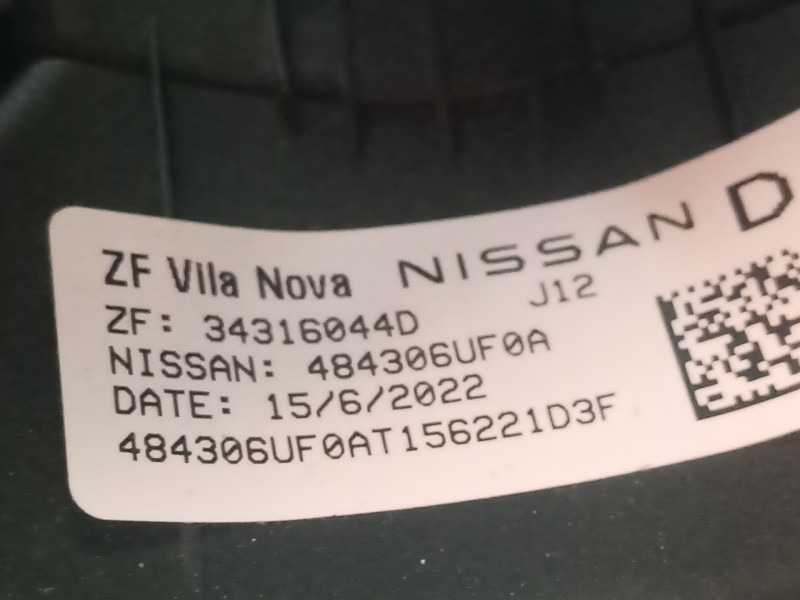 ZF Vila Nova NISSAN D
J12
ZF: 34316044D
NISSAN: 484306UF0A
DATE: 15/6/2022
484306UF0AT156221D3F